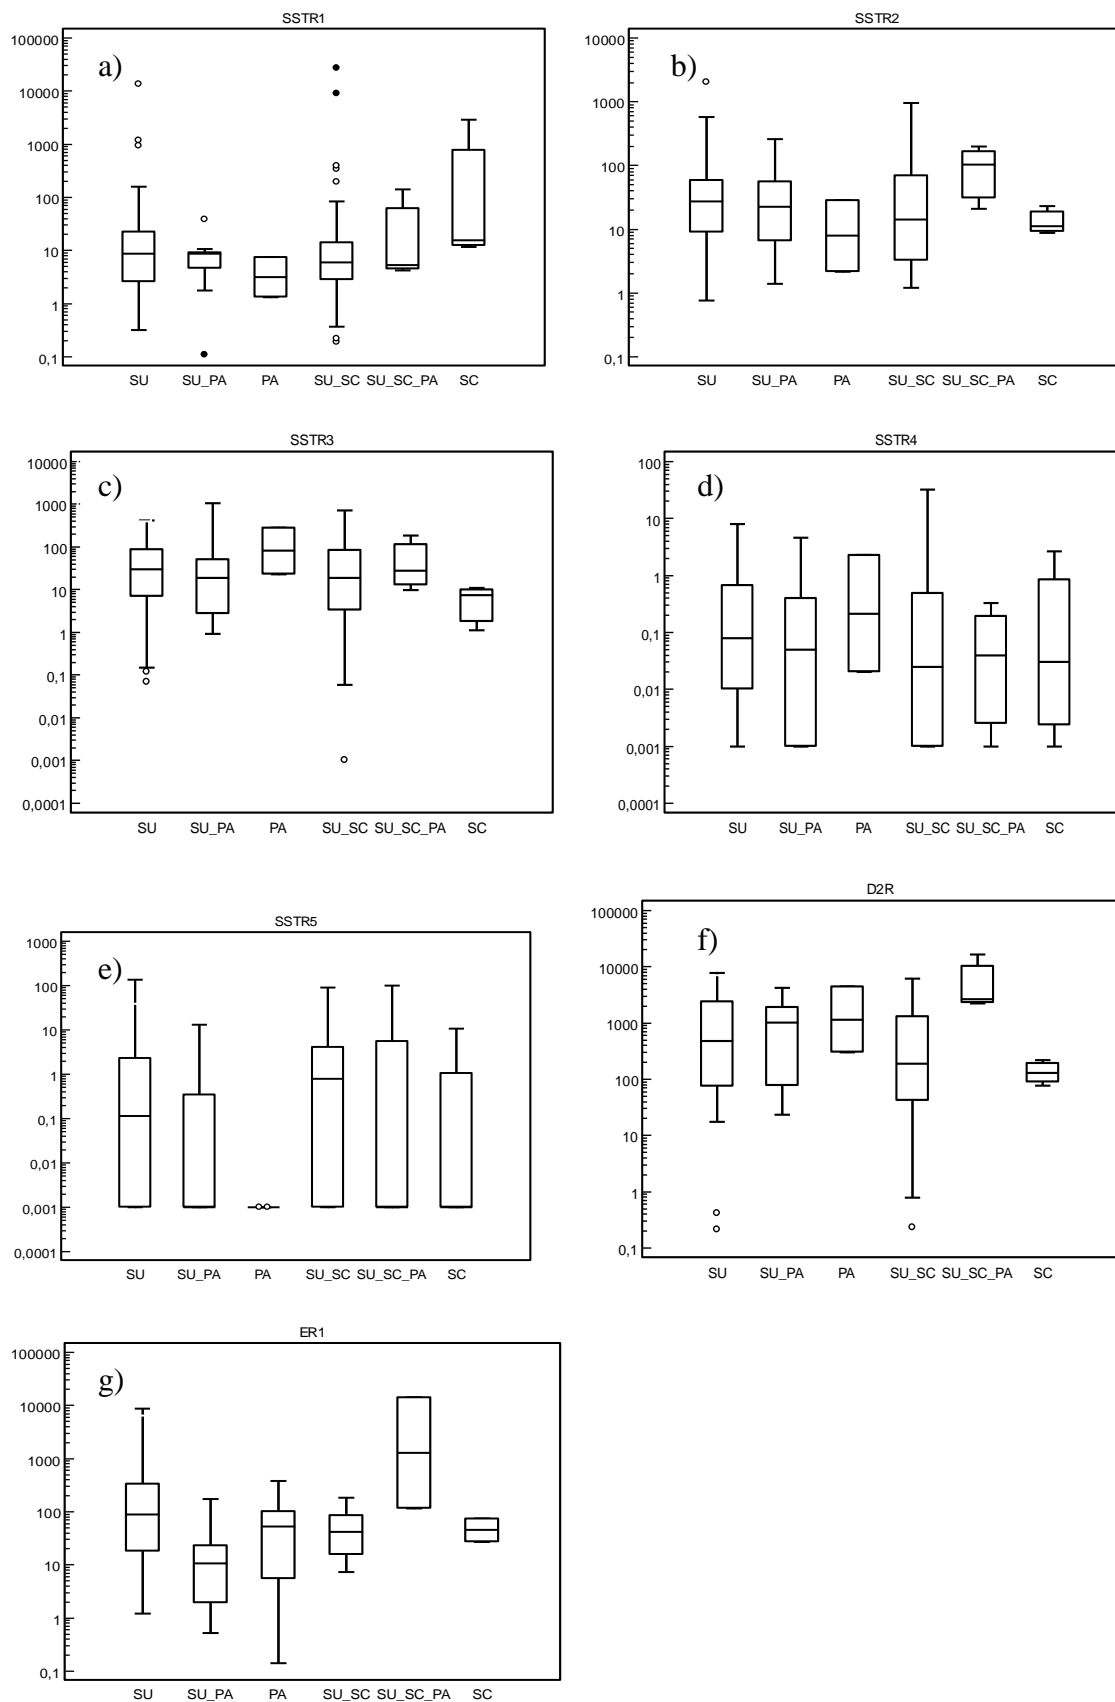 SSTR1
a)
100000
10000
1000
100
10
1
0,1
SU SU_PA PA SU_SC SU_SC_PA SC
SSTR2
b)
10000
1000
100
10
1
0,1
SU SU_PA PA SU_SC SU_SC_PA SC
SSTR3
c)
10000
1000
100
10
1
0,1
0,01
0,001
0,0001
SU SU_PA PA SU_SC SU_SC_PA SC
SSTR4
d)
100
10
1
0,1
0,01
0,001
0,0001
SU SU_PA PA SU_SC SU_SC_PA SC
SSTR5
e)
1000
100
10
1
0,1
0,01
0,001
0,0001
SU SU_PA PA SU_SC SU_SC_PA SC
D2R
f)
100000
10000
1000
100
10
1
0,1
SU SU_PA PA SU_SC SU_SC_PA SC
ER1
g)
100000
10000
1000
100
10
1
0,1
SU SU_PA PA SU_SC SU_SC_PA SC